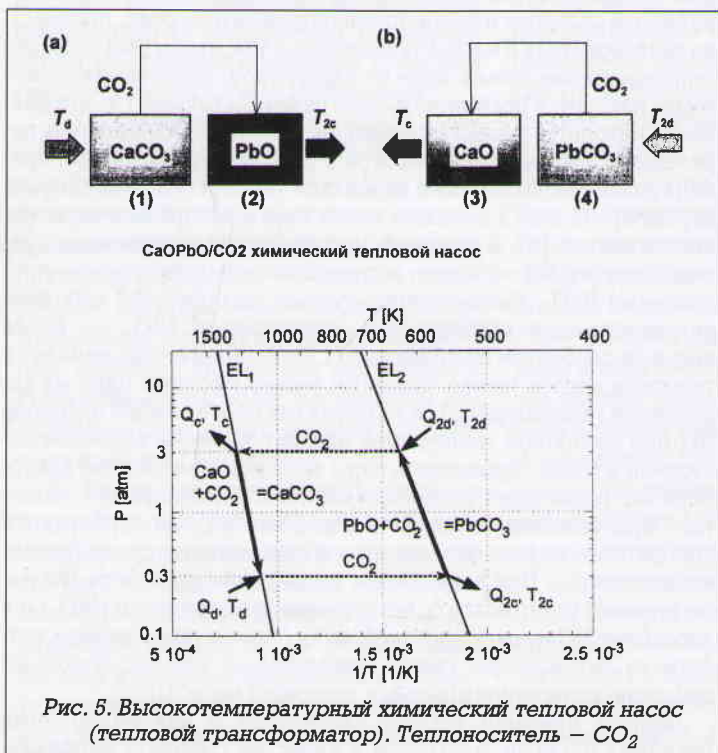 (a) (b)
CO₂ CO₂
T_d T_2c T_c T_2d
CaCO₃ PbO CaO PbCO₃
(1) (2) (3) (4)
CaOPbO/CO2 химический тепловой насос
T [K]
1500 1000 800 700 600 500 400
EL₁ EL₂
10
Q_c, T_c Q_2d, T_2d
CO₂
3
CaO
+CO₂ =CaCO₃
P [atm]
1
PbO+CO₂ =PbCO₃
CO₂
0.3
Q_d, T_d Q_2c, T_2c
0.1
5 10⁻⁴ 1 10⁻³ 1.5 10⁻³ 2 10⁻³ 2.5 10⁻³
1/T [1/K]
Рис. 5. Высокотемпературный химический тепловой насос
(тепловой трансформатор). Теплоноситель — CO₂